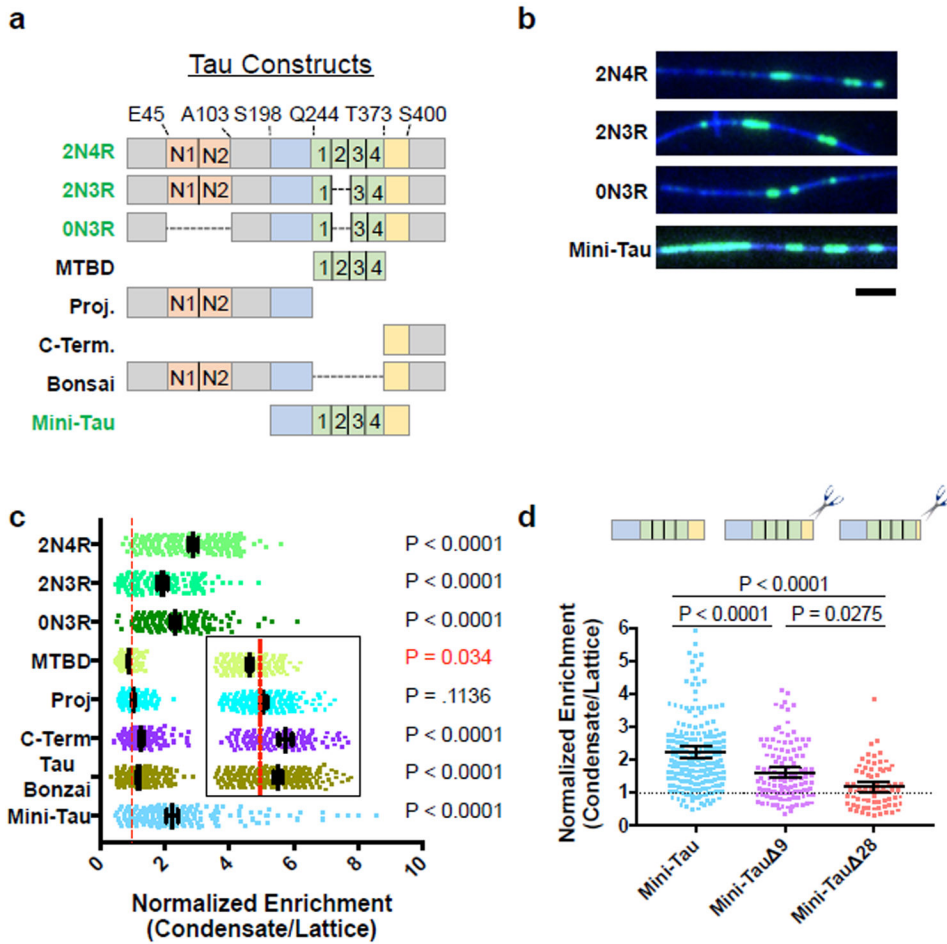 a
Tau Constructs
E45 A103 S198 Q244 T373 S400
2N4R N1 N2 1 2 3 4
2N3R N1 N2 1 3 4
0N3R 1 3 4
MTBD 1 2 3 4
Proj. N1 N2
C-Term.
Bonsai N1 N2
Mini-Tau 1 2 3 4
b
2N4R
2N3R
0N3R
Mini-Tau
c
2N4R P < 0.0001
2N3R P < 0.0001
0N3R P < 0.0001
MTBD P = 0.034
Proj P = .1136
C-Term P < 0.0001
Tau
Bonzai P < 0.0001
Mini-Tau P < 0.0001
0 2 4 6 8 10
Normalized Enrichment
(Condensate/Lattice)
d
P < 0.0001
P < 0.0001 P = 0.0275
Normalized Enrichment
(Condensate/Lattice)
6
5
4
3
2
1
0
Mini-Tau
Mini-TauΔ9
Mini-TauΔ28